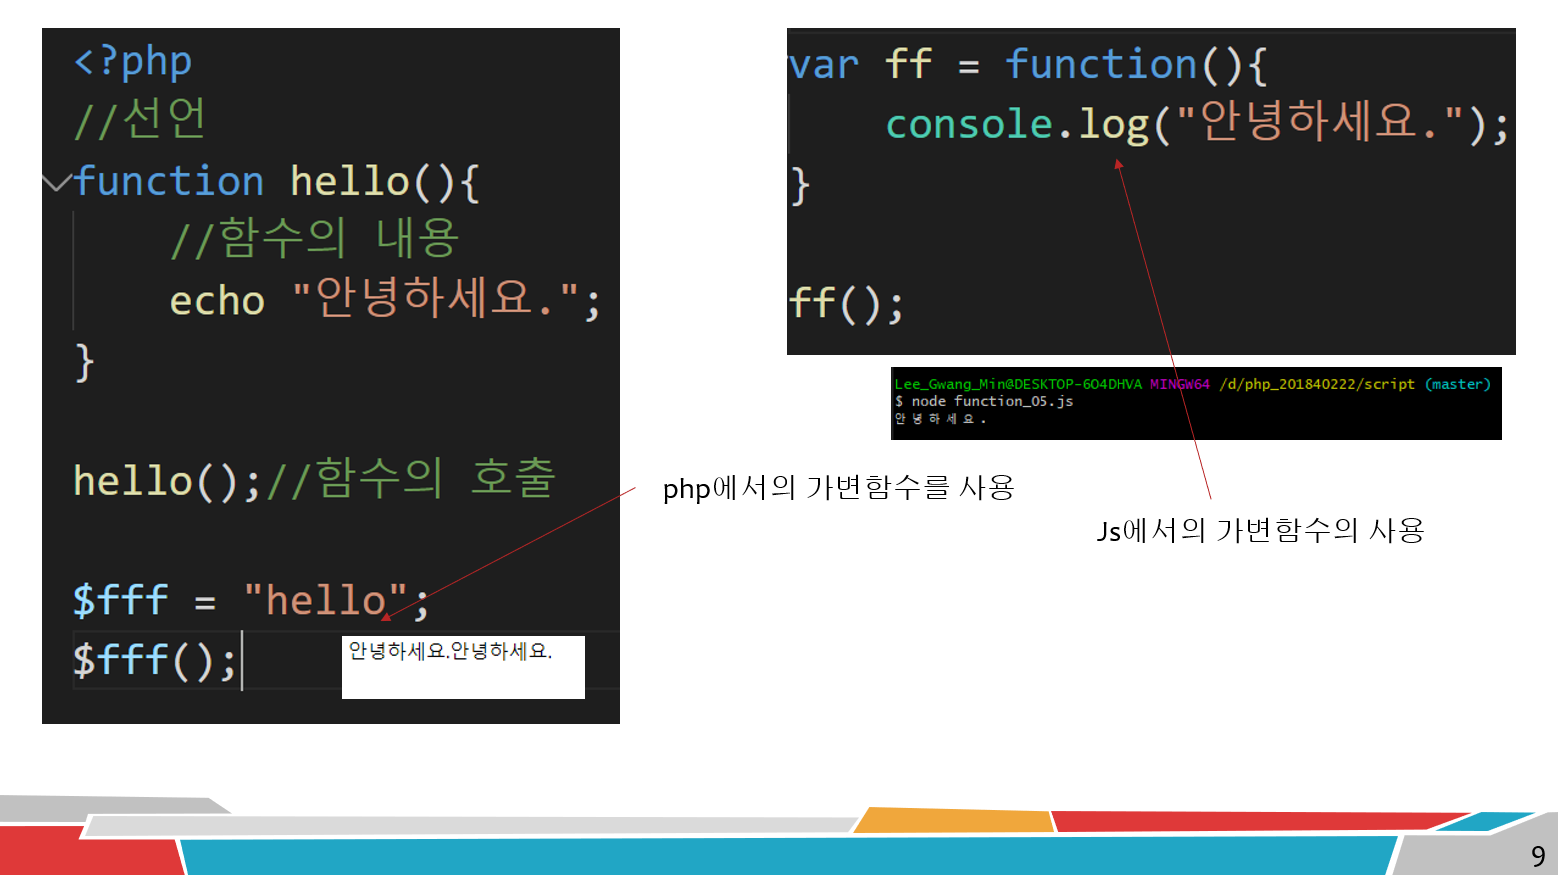 <?php
//선언
function hello(){
//함수의 내용
echo "안녕하세요.";
}
hello();//함수의 호출
$fff = "hello";
$fff();
안녕하세요.안녕하세요.
var ff = function(){
console.log("안녕하세요.");
}
ff();
Lee_Gwang_Min@DESKTOP-6O4DHVA MINGW64 /d/php_201840222/script (master)
$ node function_05.js
안녕하세요.
php에서의 가변함수를 사용
Js에서의 가변함수의 사용
9